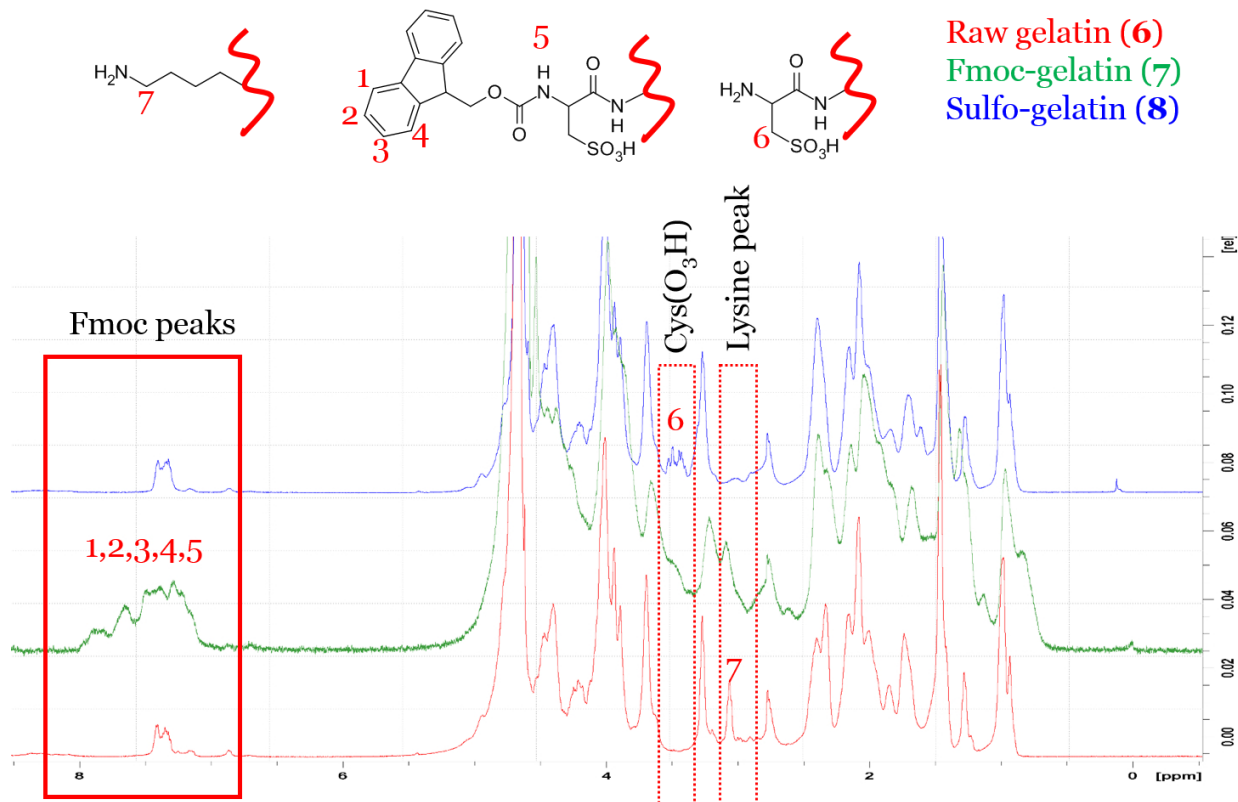 Raw gelatin (6)
Fmoc-gelatin (7)
Sulfo-gelatin (8)
H₂N
7
1
2
3
4
O
O
5
H
N
O
N
H
SO₃H
H₂N
O
N
H
6
SO₃H
Fmoc peaks
Cys(O₃H)
Lysine peak
1,2,3,4,5
6
7
[rel]
0.12
0.10
0.08
0.06
0.04
0.02
0.00
8
6
4
2
0
[ppm]